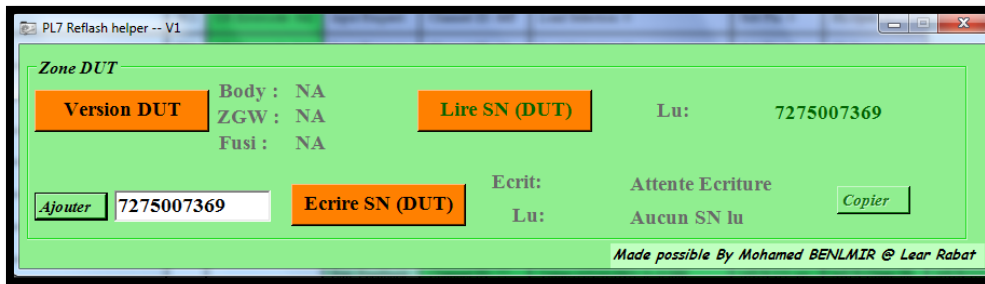 PL7 Reflash helper -- V1
Zone DUT
Version DUT
Body : NA
ZGW : NA
Fusi : NA
Lire SN (DUT)
Lu: 7275007369
Ajouter 7275007369
Ecrire SN (DUT)
Ecrit: Attente Ecriture
Lu: Aucun SN lu
Copier
Made possible By Mohamed BENLMIR @ Lear Rabat